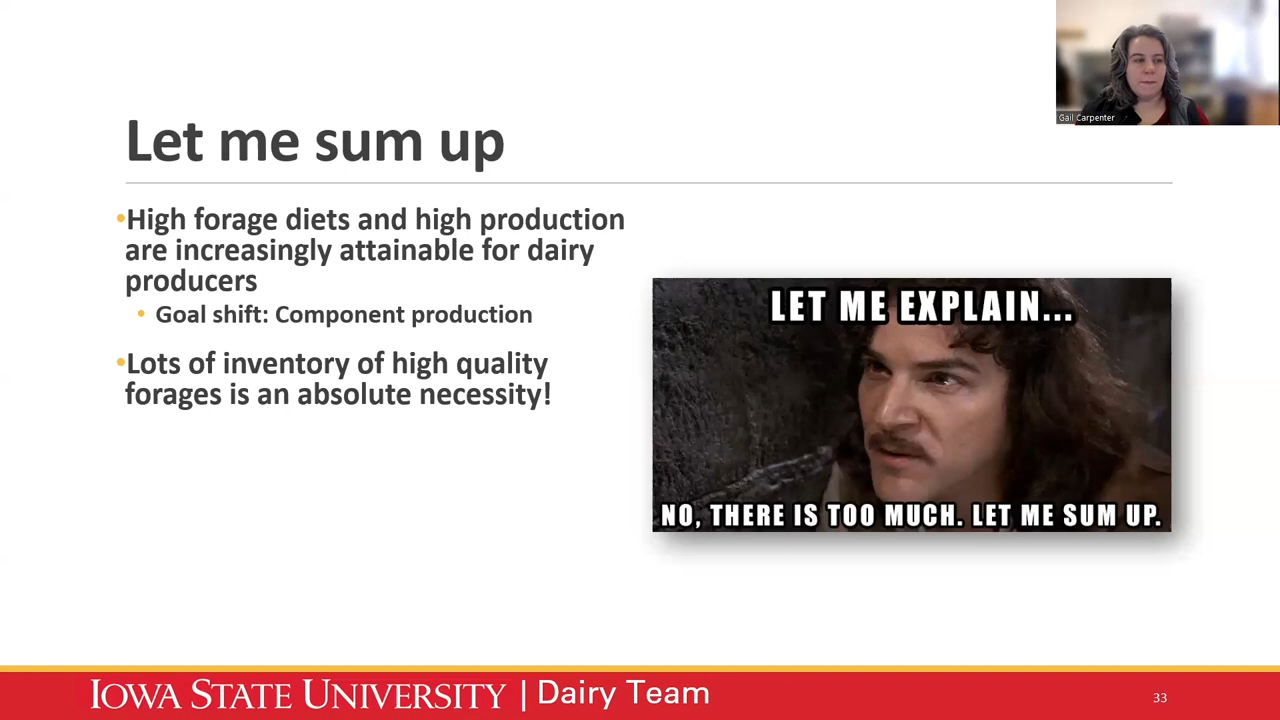 Gail Carpenter
Let me sum up
•High forage diets and high production
are increasingly attainable for dairy
producers
• Goal shift: Component production
•Lots of inventory of high quality
forages is an absolute necessity!
LET ME EXPLAIN...
NO, THERE IS TOO MUCH. LET ME SUM UP.
IOWA STATE UNIVERSITY | Dairy Team
33